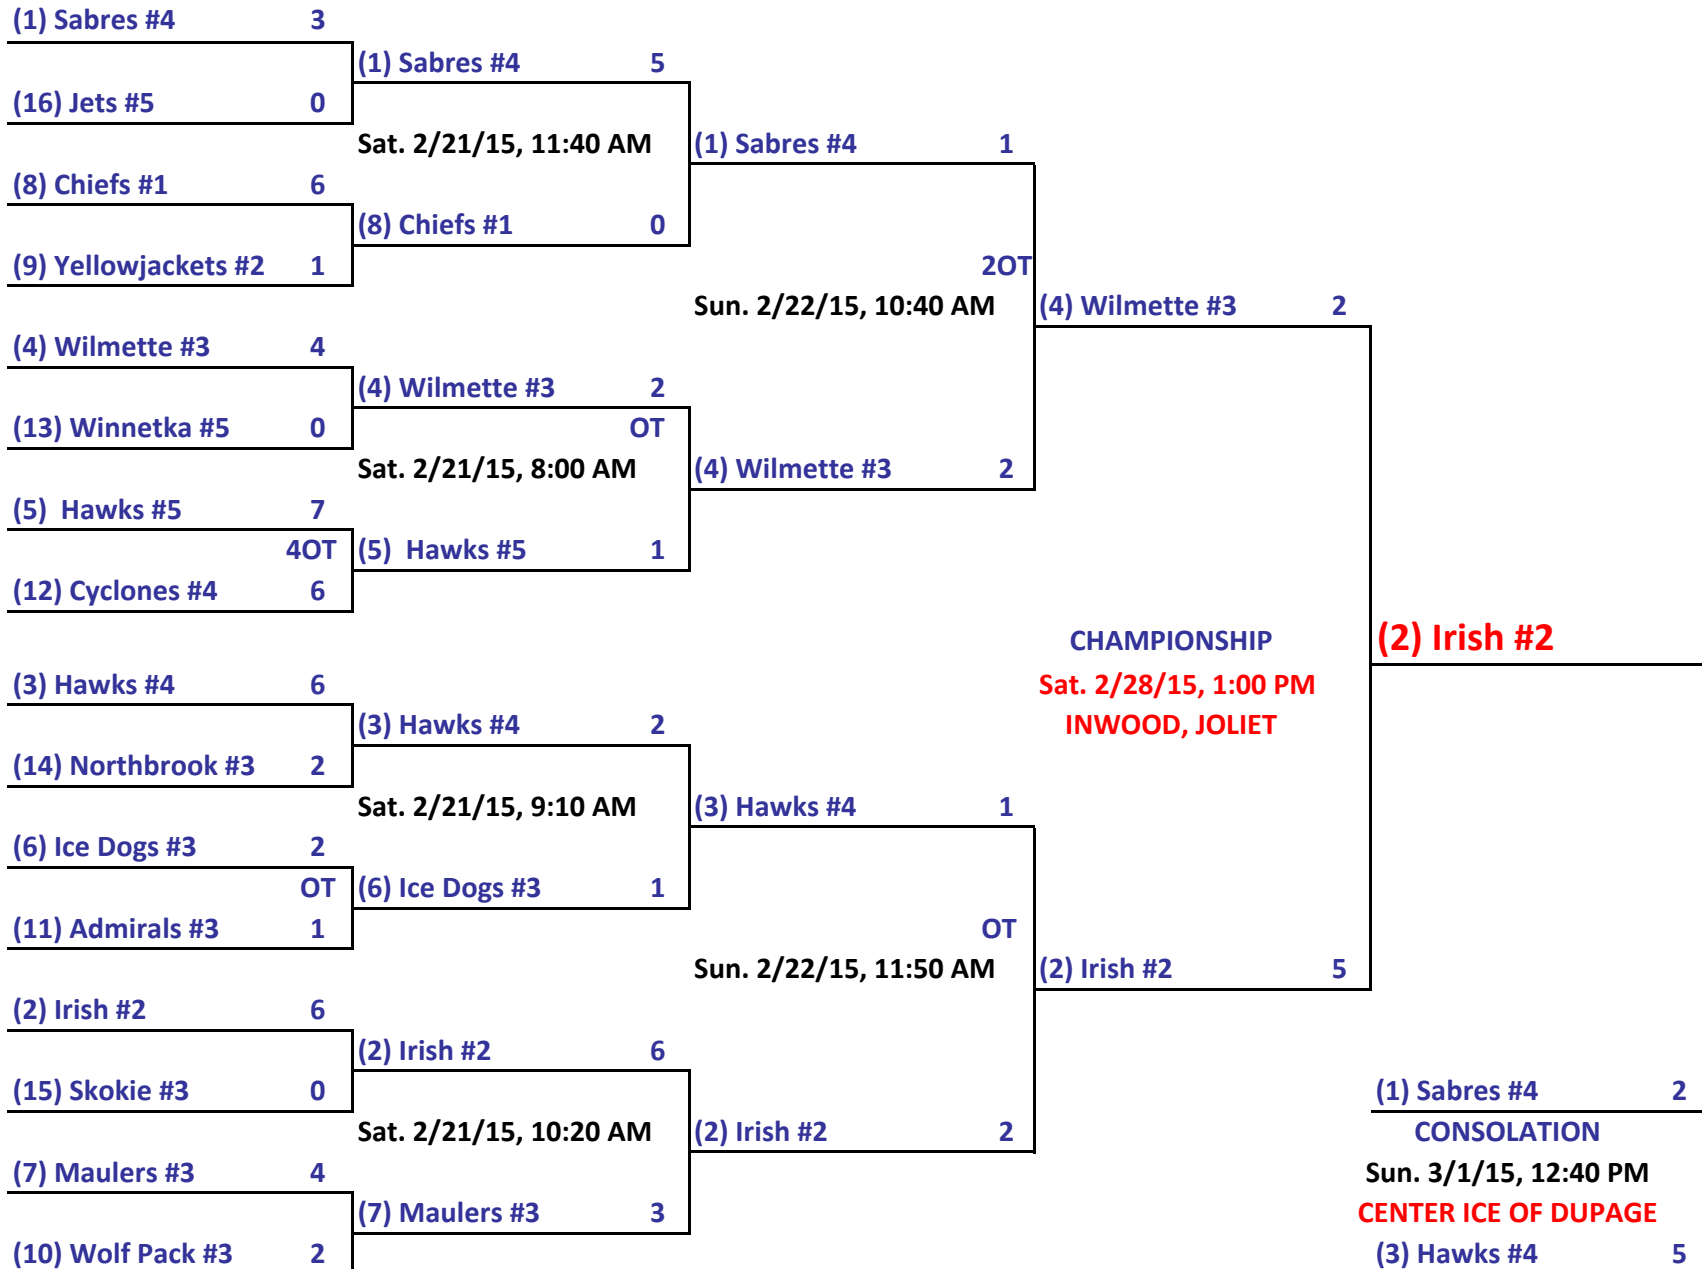 (1) Sabres #4 3
(16) Jets #5 0
(8) Chiefs #1 6
(9) Yellowjackets #2 1
(4) Wilmette #3 4
(13) Winnetka #5 0
(5)  Hawks #5 7
4OT
(12) Cyclones #4 6
(3) Hawks #4 6
(14) Northbrook #3 2
(6) Ice Dogs #3 2
OT
(11) Admirals #3 1
(2) Irish #2 6
(15) Skokie #3 0
(7) Maulers #3 4
(10) Wolf Pack #3 2
(1) Sabres #4 5
Sat. 2/21/15, 11:40 AM
(8) Chiefs #1 0
(4) Wilmette #3 2
OT
Sat. 2/21/15, 8:00 AM
(5)  Hawks #5 1
(3) Hawks #4 2
Sat. 2/21/15, 9:10 AM
(6) Ice Dogs #3 1
(2) Irish #2 6
Sat. 2/21/15, 10:20 AM
(7) Maulers #3 3
(1) Sabres #4 1
2OT
Sun. 2/22/15, 10:40 AM
(4) Wilmette #3 2
(3) Hawks #4 1
OT
Sun. 2/22/15, 11:50 AM
(2) Irish #2 2
(4) Wilmette #3 2
CHAMPIONSHIP
Sat. 2/28/15, 1:00 PM
INWOOD, JOLIET
(2) Irish #2 5
(2) Irish #2
(1) Sabres #4 2
CONSOLATION
Sun. 3/1/15, 12:40 PM
CENTER ICE OF DUPAGE
(3) Hawks #4 5